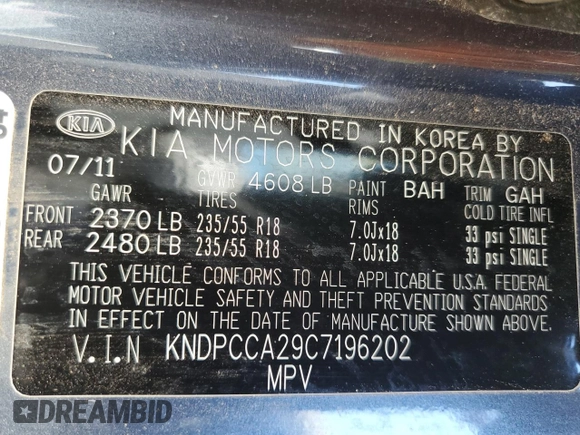 KIA
MANUFACTURED IN KOREA BY
KIA MOTORS CORPORATION
07/11 GVWR 4608 LB PAINT BAH TRIM GAH
GAWR TIRES RIMS COLD TIRE INFL
FRONT 2370 LB 235/55 R18 7.0Jx18 33 psi SINGLE
REAR 2480 LB 235/55 R18 7.0Jx18 33 psi SINGLE
THIS VEHICLE CONFORMS TO ALL APPLICABLE U.S.A. FEDERAL
MOTOR VEHICLE SAFETY AND THEFT PREVENTION STANDARDS
IN EFFECT ON THE DATE OF MANUFACTURE SHOWN ABOVE.
V.I.N KNDPCCA29C7196202
MPV
DREAMBID